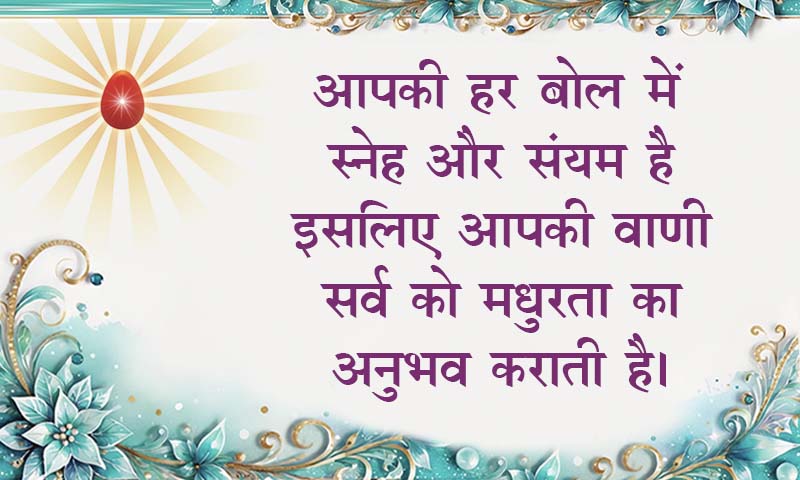 आपकी हर बोल में
स्नेह और संयम है
इसलिए आपकी वाणी
सर्व को मधुरता का
अनुभव कराती है।